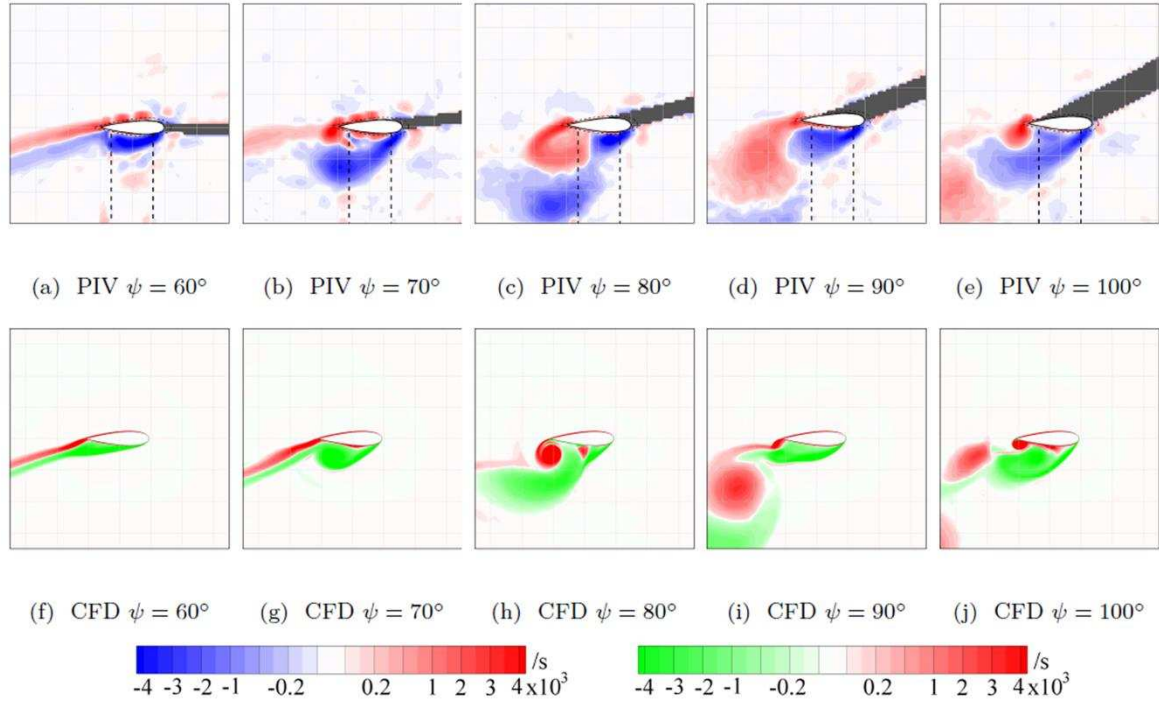 (a) PIV ψ = 60°
(b) PIV ψ = 70°
(c) PIV ψ = 80°
(d) PIV ψ = 90°
(e) PIV ψ = 100°
(f) CFD ψ = 60°
(g) CFD ψ = 70°
(h) CFD ψ = 80°
(i) CFD ψ = 90°
(j) CFD ψ = 100°
/s
-4 -3 -2 -1 -0.2 0.2 1 2 3 4x10³
/s
-4 -3 -2 -1 -0.2 0.2 1 2 3 4x10³